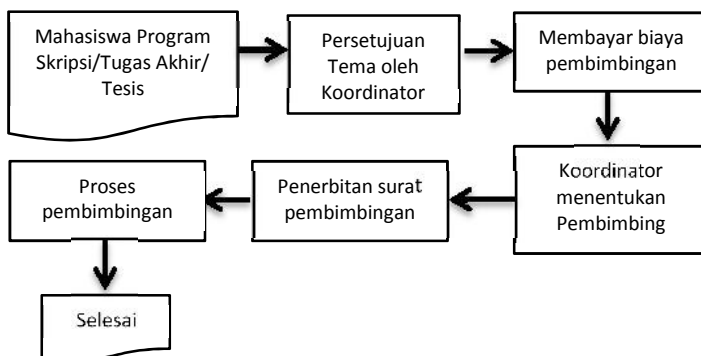 Mahasiswa Program
Skripsi/Tugas Akhir/
Tesis
Persetujuan
Tema oleh
Koordinator
Membayar biaya
pembimbingan
Koordinator
menentukan
Pembimbing
Penerbitan surat
pembimbingan
Proses
pembimbingan
Selesai